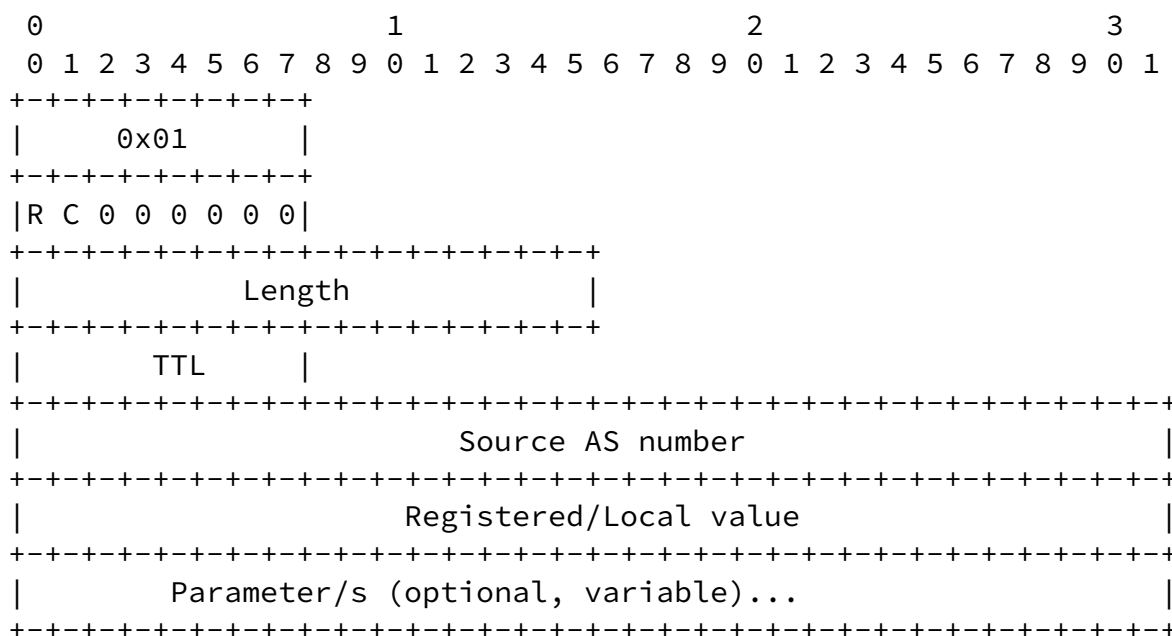 0                   1                   2                   3
 0 1 2 3 4 5 6 7 8 9 0 1 2 3 4 5 6 7 8 9 0 1 2 3 4 5 6 7 8 9 0 1
+-+-+-+-+-+-+-+-+
|     0x01      |
+-+-+-+-+-+-+-+-+
|R C 0 0 0 0 0 0|
+-+-+-+-+-+-+-+-+-+-+-+-+-+-+-+-+
|            Length             |
+-+-+-+-+-+-+-+-+-+-+-+-+-+-+-+-+
|       TTL     |
+-+-+-+-+-+-+-+-+-+-+-+-+-+-+-+-+-+-+-+-+-+-+-+-+-+-+-+-+-+-+-+-+
|                        Source AS number                       |
+-+-+-+-+-+-+-+-+-+-+-+-+-+-+-+-+-+-+-+-+-+-+-+-+-+-+-+-+-+-+-+-+
|                     Registered/Local value                    |
+-+-+-+-+-+-+-+-+-+-+-+-+-+-+-+-+-+-+-+-+-+-+-+-+-+-+-+-+-+-+-+-+
|        Parameter/s (optional, variable)...                    |
+-+-+-+-+-+-+-+-+-+-+-+-+-+-+-+-+-+-+-+-+-+-+-+-+-+-+-+-+-+-+-+-+